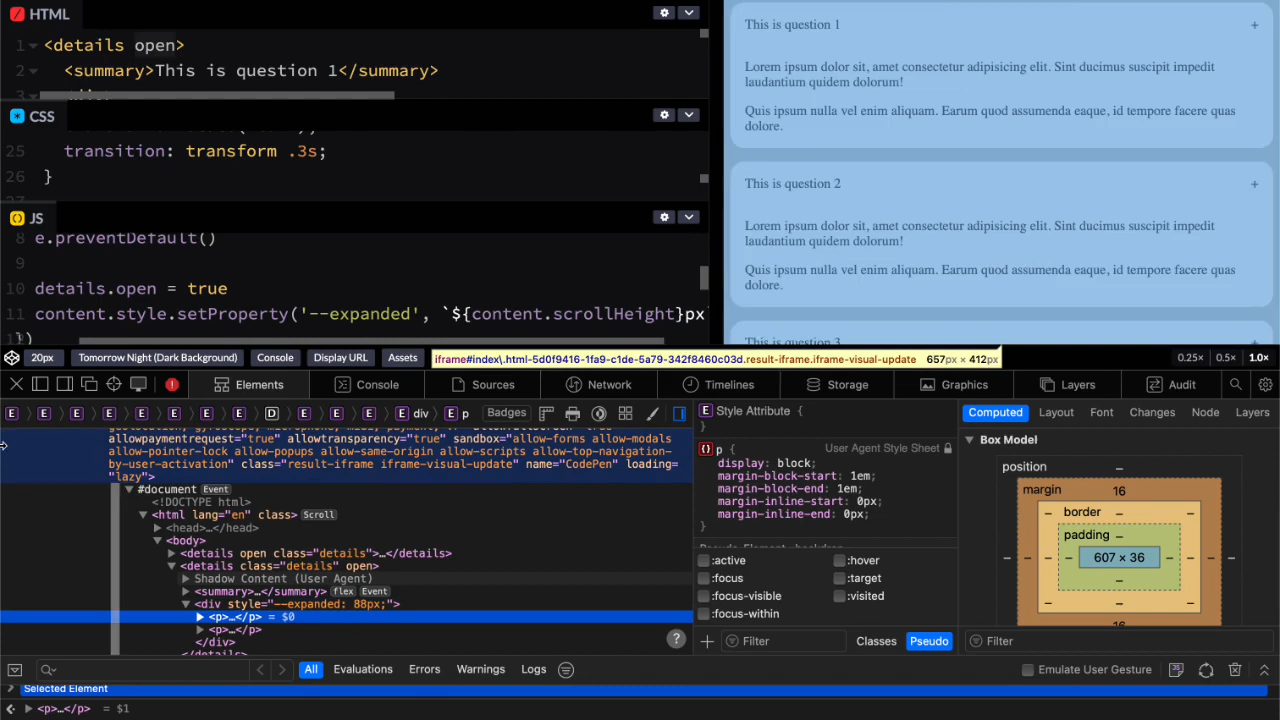 HTML
1 <details open>
2 <summary>This is question 1</summary>
3
CSS
25 transition: transform .3s;
26 }
JS
8 e.preventDefault()
9
10 details.open = true
11 content.style.setProperty('--expanded', `${content.scrollHeight}px
})
This is question 1 +
Lorem ipsum dolor sit, amet consectetur adipisicing elit. Sint ducimus suscipit impedit
laudantium quidem dolorum!
Quis ipsum nulla vel enim aliquam. Earum quod assumenda eaque, id tempore facere quas
dolore.
This is question 2 +
Lorem ipsum dolor sit, amet consectetur adipisicing elit. Sint ducimus suscipit impedit
laudantium quidem dolorum!
Quis ipsum nulla vel enim aliquam. Earum quod assumenda eaque, id tempore facere quas
dolore.
This is question 3
20px Tomorrow Night (Dark Background) Console Display URL Assets
iframe#index\.html-5d0f9416-1fa9-c1de-5a79-342f8460c03d.result-iframe.iframe-visual-update 657px × 412px
0.25x 0.5x 1.0x
Elements Console Sources Network Timelines Storage Graphics Layers Audit
E E E E E E E E D E E E E div E p Badges
allowpaymentrequest="true" allowtransparency="true" sandbox="allow-forms allow-modals
allow-pointer-lock allow-popups allow-same-origin allow-scripts allow-top-navigation-
by-user-activation" class="result-iframe iframe-visual-update" name="CodePen" loading=
"lazy">
#document Event
<!DOCTYPE html>
<html lang="en" class> Scroll
<head>…</head>
<body>
<details open class="details">…</details>
<details class="details" open>
Shadow Content (User Agent)
<summary>…</summary> flex Event
<div style="--expanded: 88px;">
<p>…</p> = $0
<p>…</p>
</div>
</details>
E Style Attribute {
}
p { User Agent Style Sheet
display: block;
margin-block-start: 1em;
margin-block-end: 1em;
margin-inline-start: 0px;
margin-inline-end: 0px;
}
:active :hover
:focus :target
:focus-visible :visited
:focus-within
Filter Classes Pseudo
Computed Layout Font Changes Node Layers
Box Model
position –
margin 16
border –
padding –
– – – 607 × 36 – – –
–
–
16
Filter
All Evaluations Errors Warnings Logs
Emulate User Gesture
Selected Element
<p>…</p> = $1